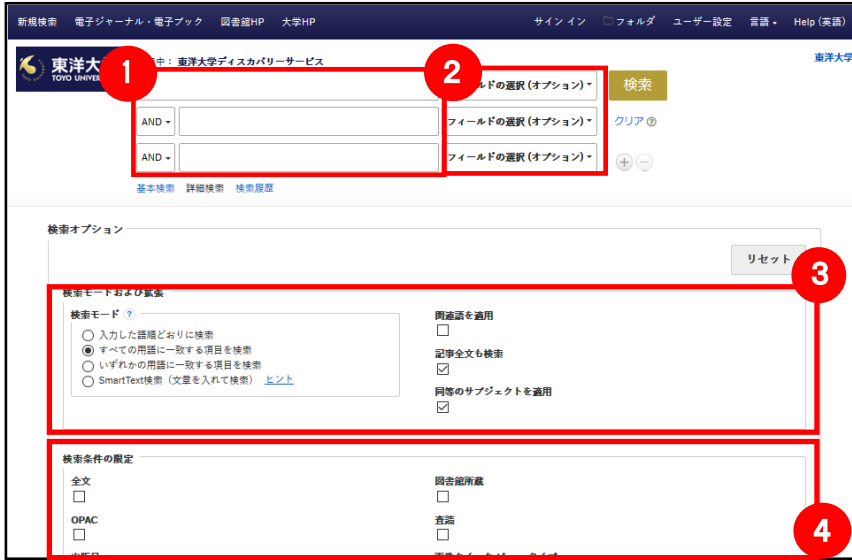 新規検索 電子ジャーナル・電子ブック 図書館HP 大学HP サインイン フォルダ ユーザー設定 言語 Help (英語)
東洋大 中： 東洋大学ディスカバリーサービス 東洋大学
TOYO UNIVE
1
2
ルドの選択 (オプション) 検索
AND フィールドの選択 (オプション) クリア ?
AND フィールドの選択 (オプション) + −
基本検索 詳細検索 検索履歴
検索オプション
リセット
3
検索モードおよび拡張
検索モード ?
入力した語順どおりに検索
すべての用語に一致する項目を検索
いずれかの用語に一致する項目を検索
SmartText検索（文章を入れて検索） ヒント
関連語を適用
記事全文も検索
同等のサブジェクトを適用
検索条件の限定
全文 図書館所蔵
OPAC 査読
4